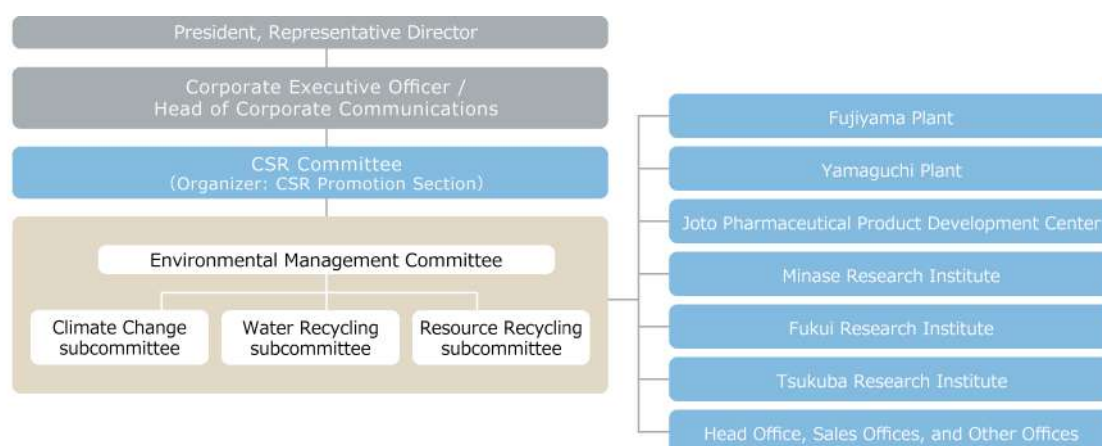 President, Representative Director
Corporate Executive Officer /
Head of Corporate Communications
CSR Committee
(Organizer: CSR Promotion Section)
Environmental Management Committee
Climate Change
subcommittee
Water Recycling
subcommittee
Resource Recycling
subcommittee
Fujiyama Plant
Yamaguchi Plant
Joto Pharmaceutical Product Development Center
Minase Research Institute
Fukui Research Institute
Tsukuba Research Institute
Head Office, Sales Offices, and Other Offices